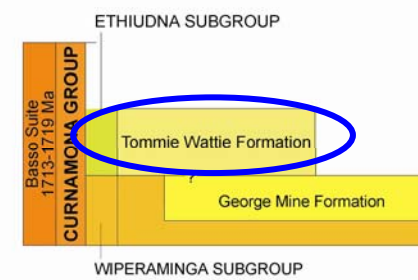 ETHIUDNA SUBGROUP
Basso Suite
1713-1719 Ma
CURNAMONA GROUP
Tommie Wattie Formation
?
George Mine Formation
WIPERAMINGA SUBGROUP